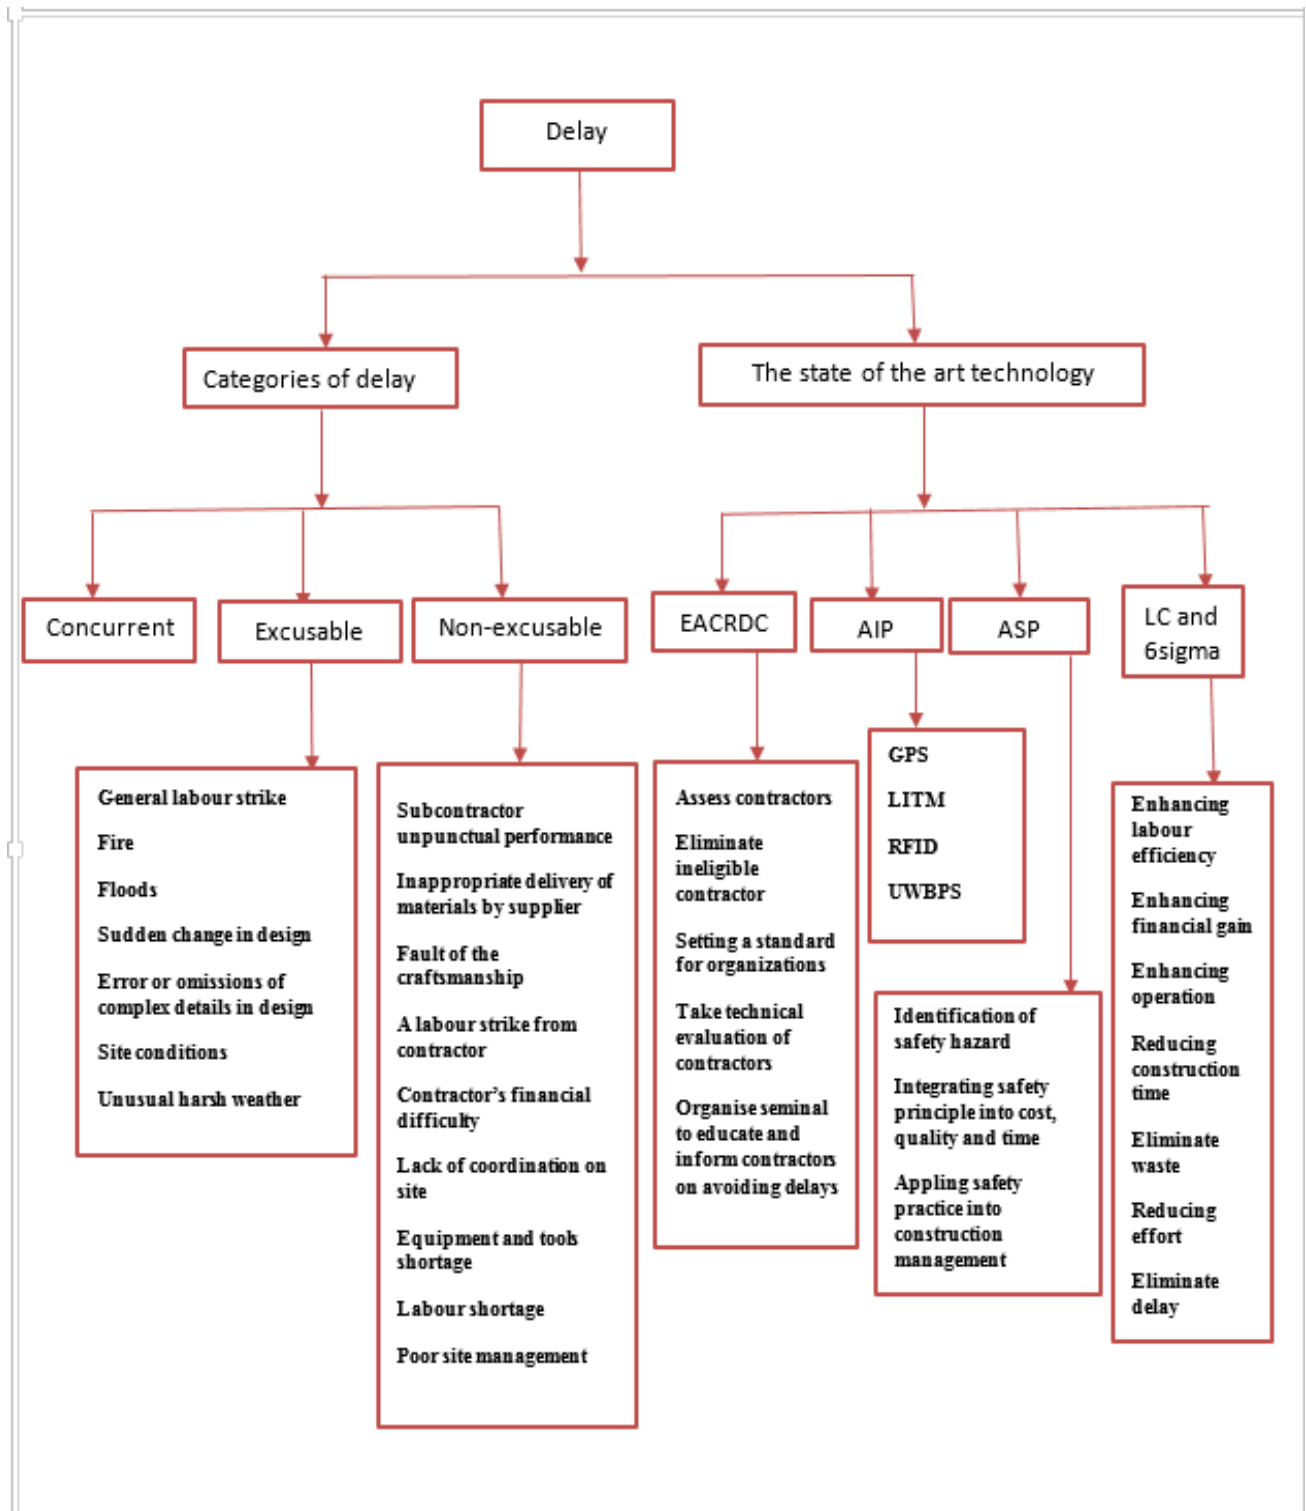 Delay
Categories of delay
The state of the art technology
Concurrent
Excusable
Non-excusable
EACRDC
AIP
ASP
LC and
6sigma
General labour strike
Fire
Floods
Sudden change in design
Error or omissions of
complex details in design
Site conditions
Unusual harsh weather
Subcontractor
unpunctual performance
Inappropriate delivery of
materials by supplier
Fault of the
craftsmanship
A labour strike from
contractor
Contractor's financial
difficulty
Lack of coordination on
site
Equipment and tools
shortage
Labour shortage
Poor site management
Assess contractors
Eliminate
ineligible
contractor
Setting a standard
for organizations
Take technical
evaluation of
contractors
Organise seminal
to educate and
inform contractors
on avoiding delays
GPS
LITM
RFID
UWBPS
Identification of
safety hazard
Integrating safety
principle into cost,
quality and time
Appling safety
practice into
construction
management
Enhancing
labour
efficiency
Enhancing
financial gain
Enhancing
operation
Reducing
construction
time
Eliminate
waste
Reducing
effort
Eliminate
delay